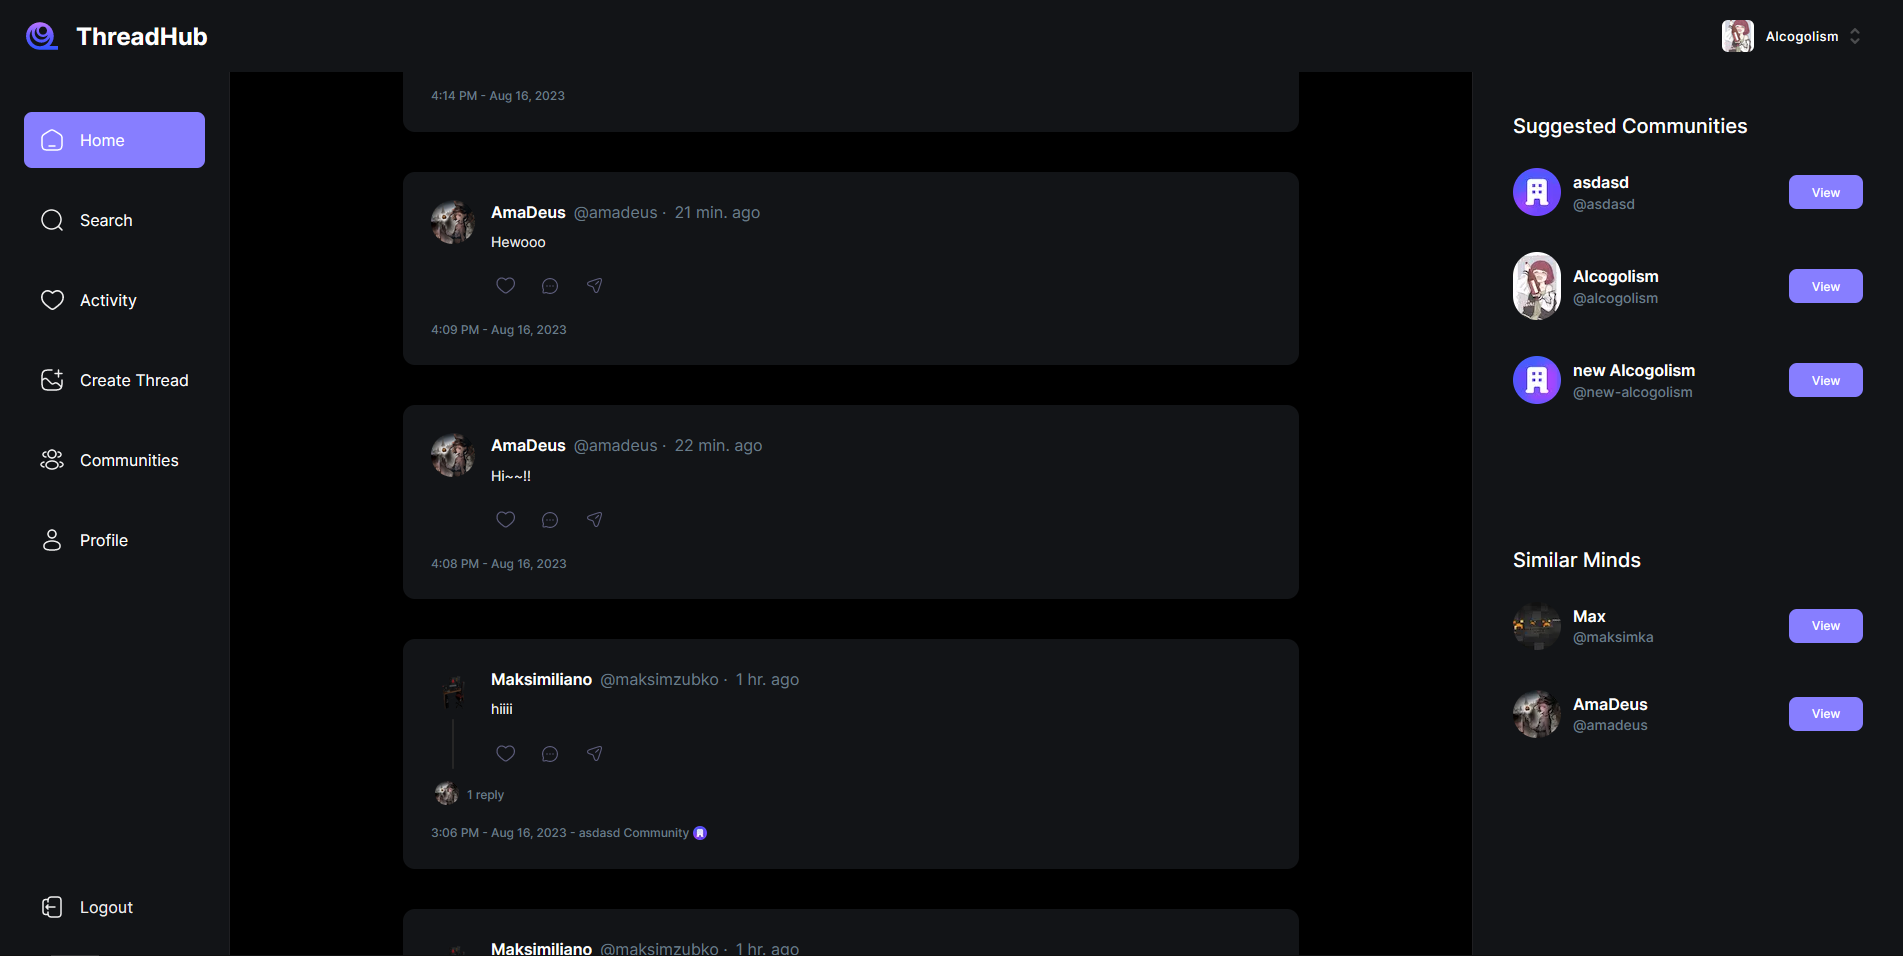 ThreadHub
Alcogolism
Home
Search
Activity
Create Thread
Communities
Profile
Logout
4:14 PM - Aug 16, 2023
AmaDeus @amadeus · 21 min. ago
Hewooo
4:09 PM - Aug 16, 2023
AmaDeus @amadeus · 22 min. ago
Hi~~!!
4:08 PM - Aug 16, 2023
Maksimiliano @maksimzubko · 1 hr. ago
hiiii
1 reply
3:06 PM - Aug 16, 2023 - asdasd Community
Maksimiliano @maksimzubko · 1 hr. ago
Suggested Communities
asdasd
@asdasd
View
Alcogolism
@alcogolism
View
new Alcogolism
@new-alcogolism
View
Similar Minds
Max
@maksimka
View
AmaDeus
@amadeus
View